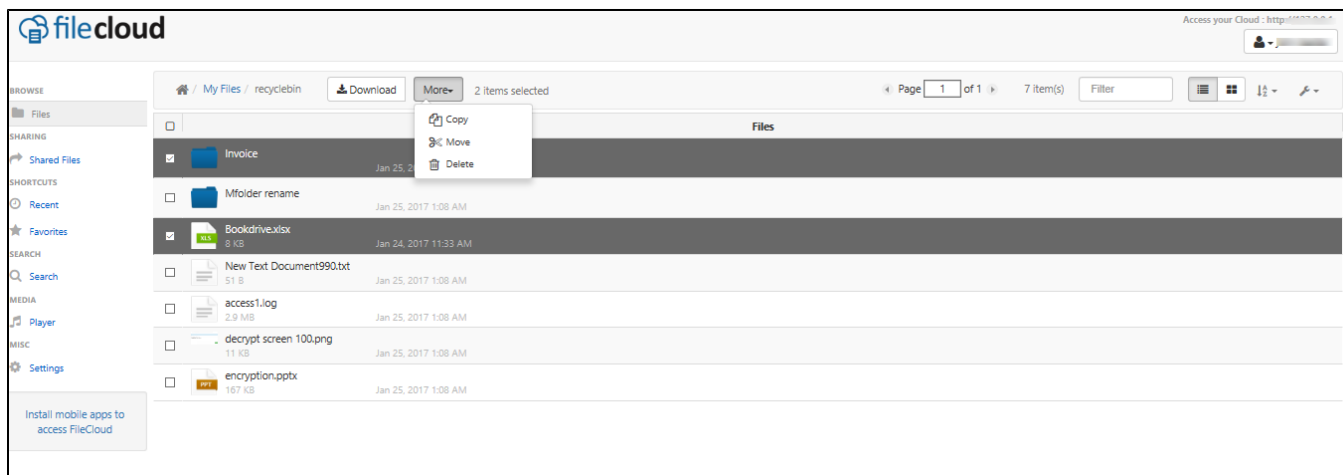 filecloud
Access your Cloud : http:
BROWSE
Files
SHARING
Shared Files
SHORTCUTS
Recent
Favorites
SEARCH
Search
MEDIA
Player
MISC
Settings
Install mobile apps to
access FileCloud
/ My Files / recyclebin Download More 2 items selected Page 1 of 1 7 item(s) Filter
Copy
Move
Delete
Files
Invoice
Jan 25, 2
Mfolder rename
Jan 25, 2017 1:08 AM
XLS
Bookdrive.xlsx
8 KB Jan 24, 2017 11:33 AM
New Text Document990.txt
51 B Jan 25, 2017 1:08 AM
access1.log
2.9 MB Jan 25, 2017 1:08 AM
decrypt screen 100.png
11 KB Jan 25, 2017 1:08 AM
PPT
encryption.pptx
167 KB Jan 25, 2017 1:08 AM